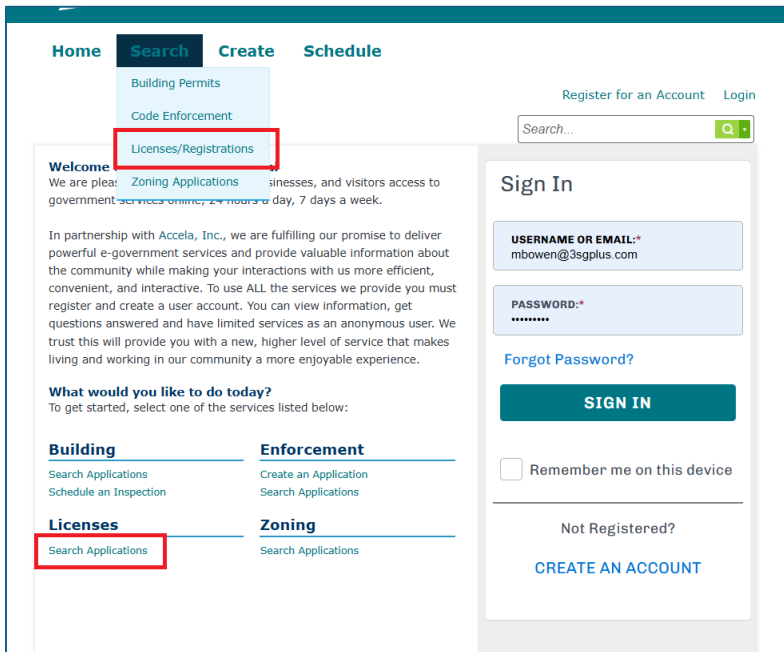 Home Search Create Schedule
Building Permits
Code Enforcement
Licenses/Registrations
Zoning Applications
Register for an Account Login
Search...
Welcome
We are plea sinesses, and visitors access to
government services online, 24 hours a day, 7 days a week.
In partnership with Accela, Inc., we are fulfilling our promise to deliver
powerful e-government services and provide valuable information about
the community while making your interactions with us more efficient,
convenient, and interactive. To use ALL the services we provide you must
register and create a user account. You can view information, get
questions answered and have limited services as an anonymous user. We
trust this will provide you with a new, higher level of service that makes
living and working in our community a more enjoyable experience.
What would you like to do today?
To get started, select one of the services listed below:
Building
Search Applications
Schedule an Inspection
Enforcement
Create an Application
Search Applications
Licenses
Search Applications
Zoning
Search Applications
Sign In
USERNAME OR EMAIL:*
mbowen@3sgplus.com
PASSWORD:*
•••••••••
Forgot Password?
SIGN IN
Remember me on this device
Not Registered?
CREATE AN ACCOUNT